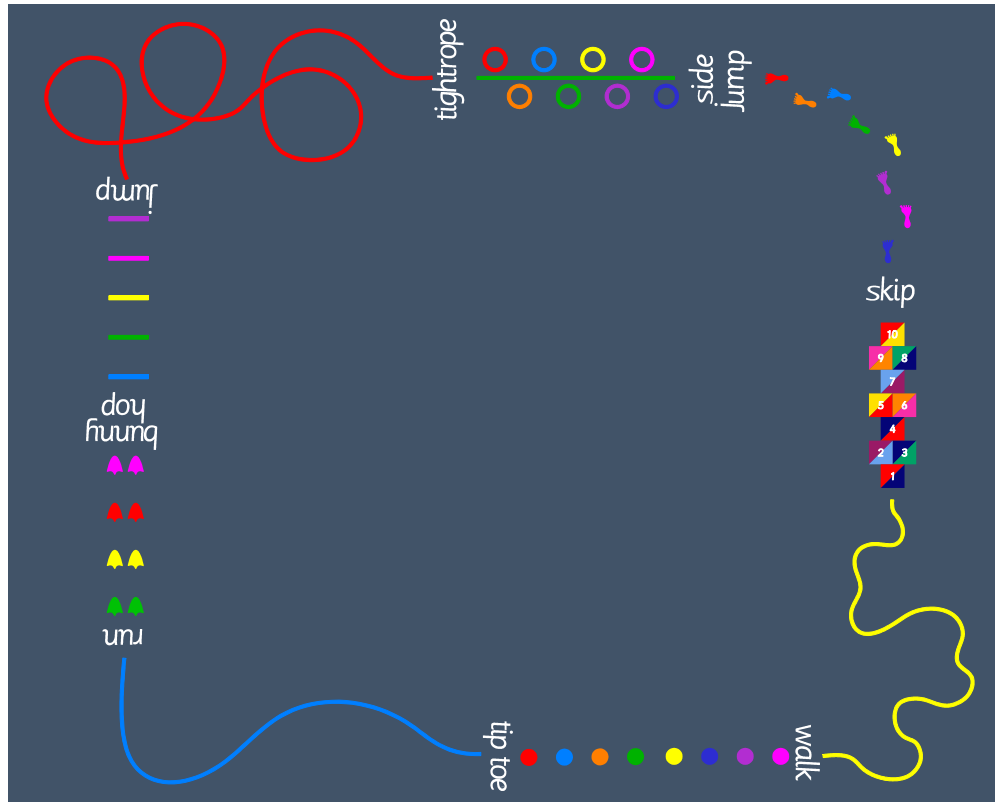 tightrope
side
jump
jump
skip
10
9 8
7
5 6
4
2 3
1
bunny
hop
run
tip toe
walk